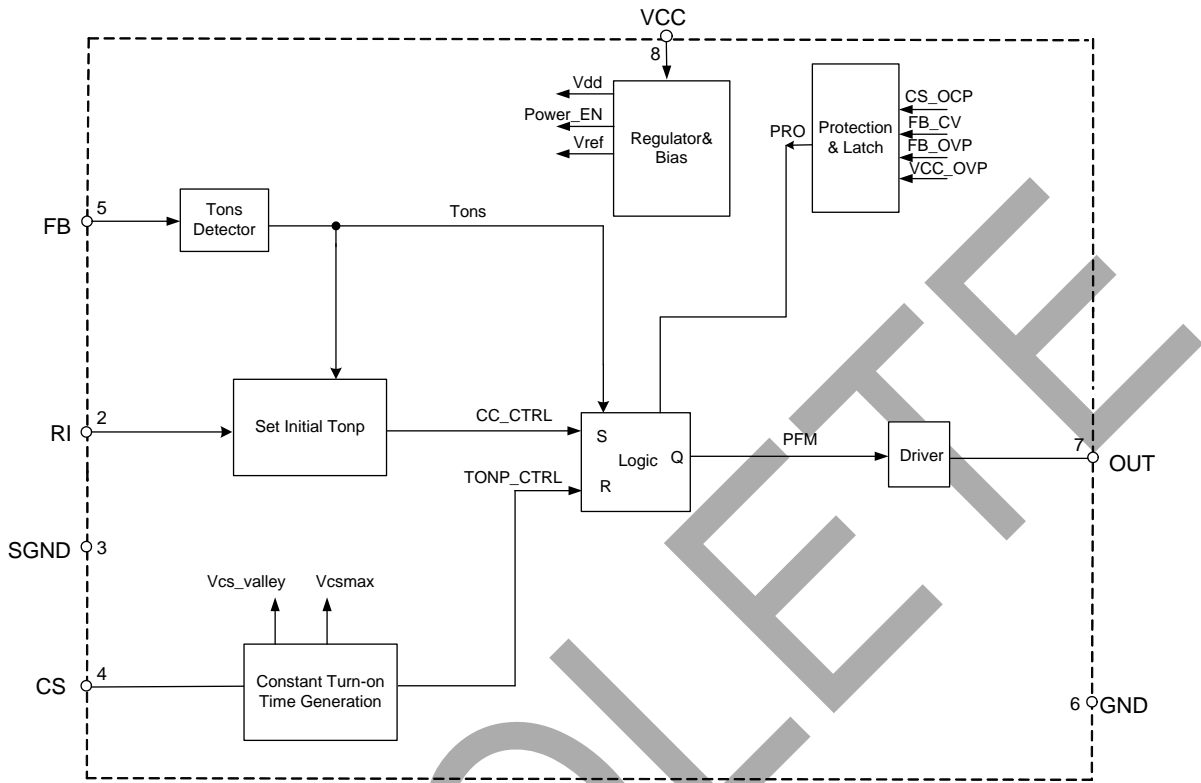 VCC
8
Vdd
Power_EN
Vref
Regulator&
Bias
PRO
Protection
& Latch
CS_OCP
FB_CV
FB_OVP
VCC_OVP
FB
5
Tons
Detector
Tons
RI
2
Set Initial Tonp
CC_CTRL
TONP_CTRL
S
Logic
Q
R
PFM
Driver
7
OUT
SGND
3
Vcs_valley
Vcsmax
CS
4
Constant Turn-on
Time Generation
6
GND
OLETE